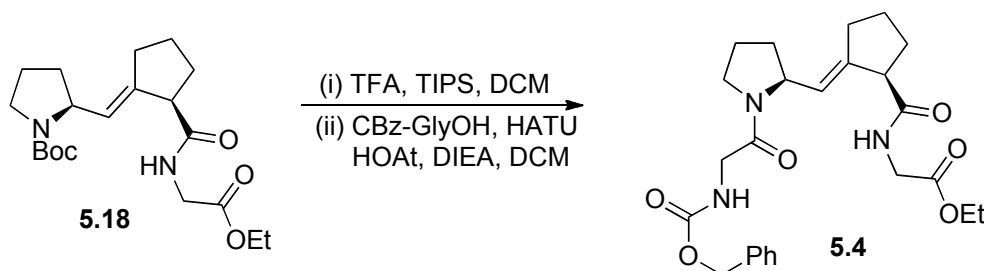 N
Boc
HN
O
O
OEt
5.18
(i) TFA, TIPS, DCM
(ii) CBz-GlyOH, HATU
HOAt, DIEA, DCM
N
O
NH
O
O
Ph
O
HN
O
OEt
5.4